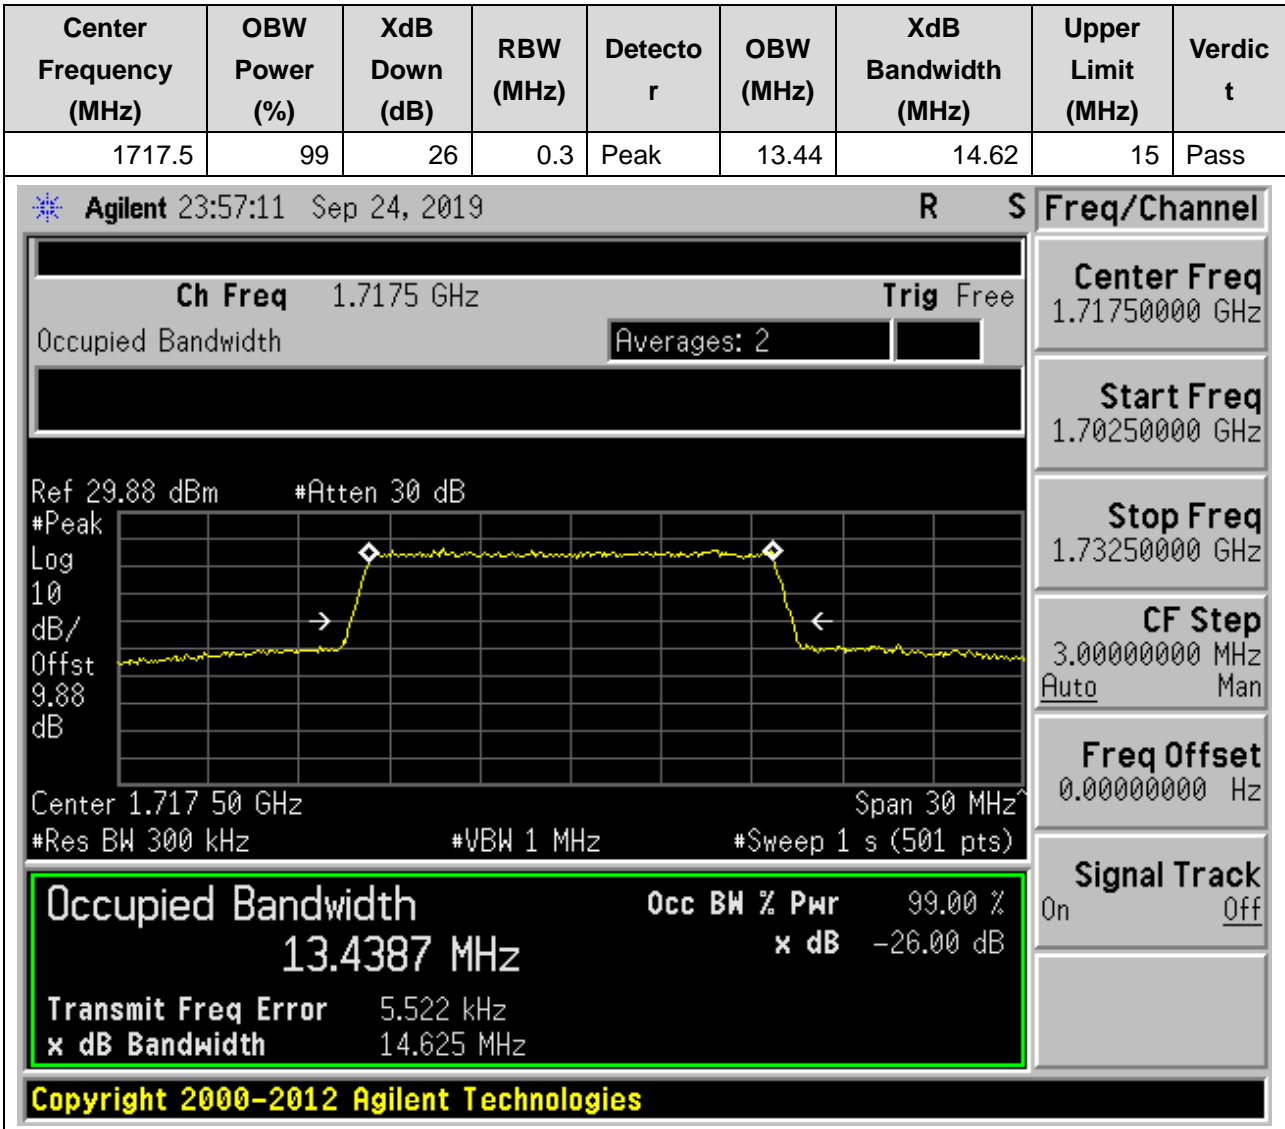 Center Frequency (MHz) OBW Power (%) XdB Down (dB) RBW (MHz) Detector OBW (MHz) XdB Bandwidth (MHz) Upper Limit (MHz) Verdict
1717.5 99 26 0.3 Peak 13.44 14.62 15 Pass
Agilent 23:57:11 Sep 24, 2019 R S
Ch Freq 1.7175 GHz Trig Free
Occupied Bandwidth Averages: 2
Ref 29.88 dBm #Atten 30 dB
#Peak
Log
10
dB/
Offst
9.88
dB
Center 1.717 50 GHz Span 30 MHz^
#Res BW 300 kHz #VBW 1 MHz #Sweep 1 s (501 pts)
Occupied Bandwidth Occ BW % Pwr 99.00 %
13.4387 MHz x dB -26.00 dB
Transmit Freq Error 5.522 kHz
x dB Bandwidth 14.625 MHz
Copyright 2000-2012 Agilent Technologies
Freq/Channel
Center Freq
1.71750000 GHz
Start Freq
1.70250000 GHz
Stop Freq
1.73250000 GHz
CF Step
3.00000000 MHz
Auto Man
Freq Offset
0.00000000 Hz
Signal Track
On Off